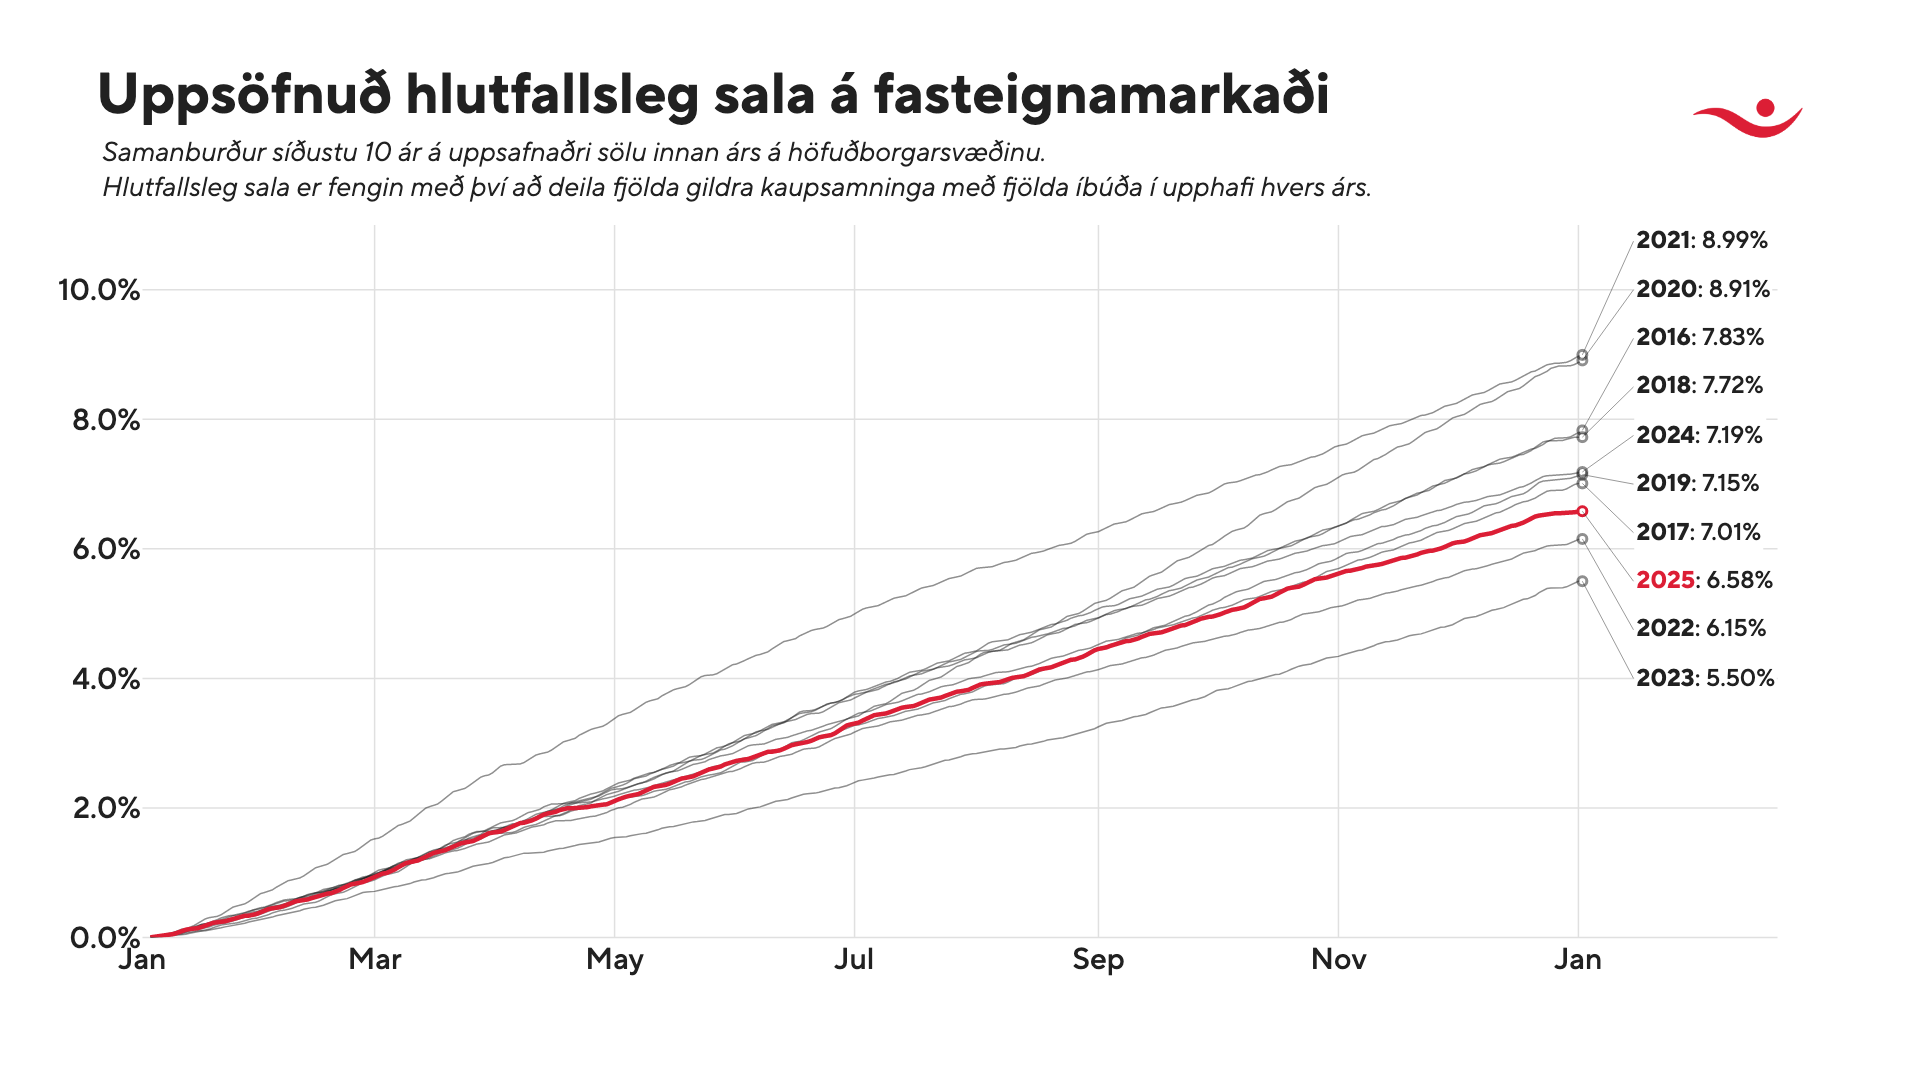 Uppsöfnuð hlutfallsleg sala á fasteignamarkaði
Samanburður síðustu 10 ár á uppsafnaðri sölu innan árs á höfuðborgarsvæðinu.
Hlutfallsleg sala er fengin með því að deila fjölda gildra kaupsamninga með fjölda íbúða í upphafi hvers árs.
10.0%
8.0%
6.0%
4.0%
2.0%
0.0%
Jan
Mar
May
Jul
Sep
Nov
Jan
2021: 8.99%
2020: 8.91%
2016: 7.83%
2018: 7.72%
2024: 7.19%
2019: 7.15%
2017: 7.01%
2025: 6.58%
2022: 6.15%
2023: 5.50%